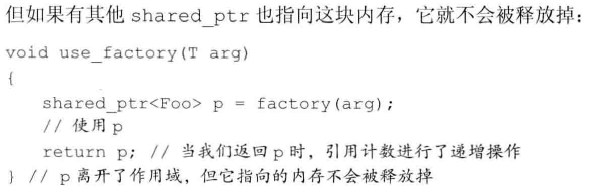 但如果有其他 shared_ptr 也指向这块内存，它就不会被释放掉：
void use_factory(T arg)
{
    shared_ptr<Foo> p = factory(arg);
    // 使用 p
    return p; // 当我们返回 p 时，引用计数进行了递增操作
} // p 离开了作用域，但它指向的内存不会被释放掉